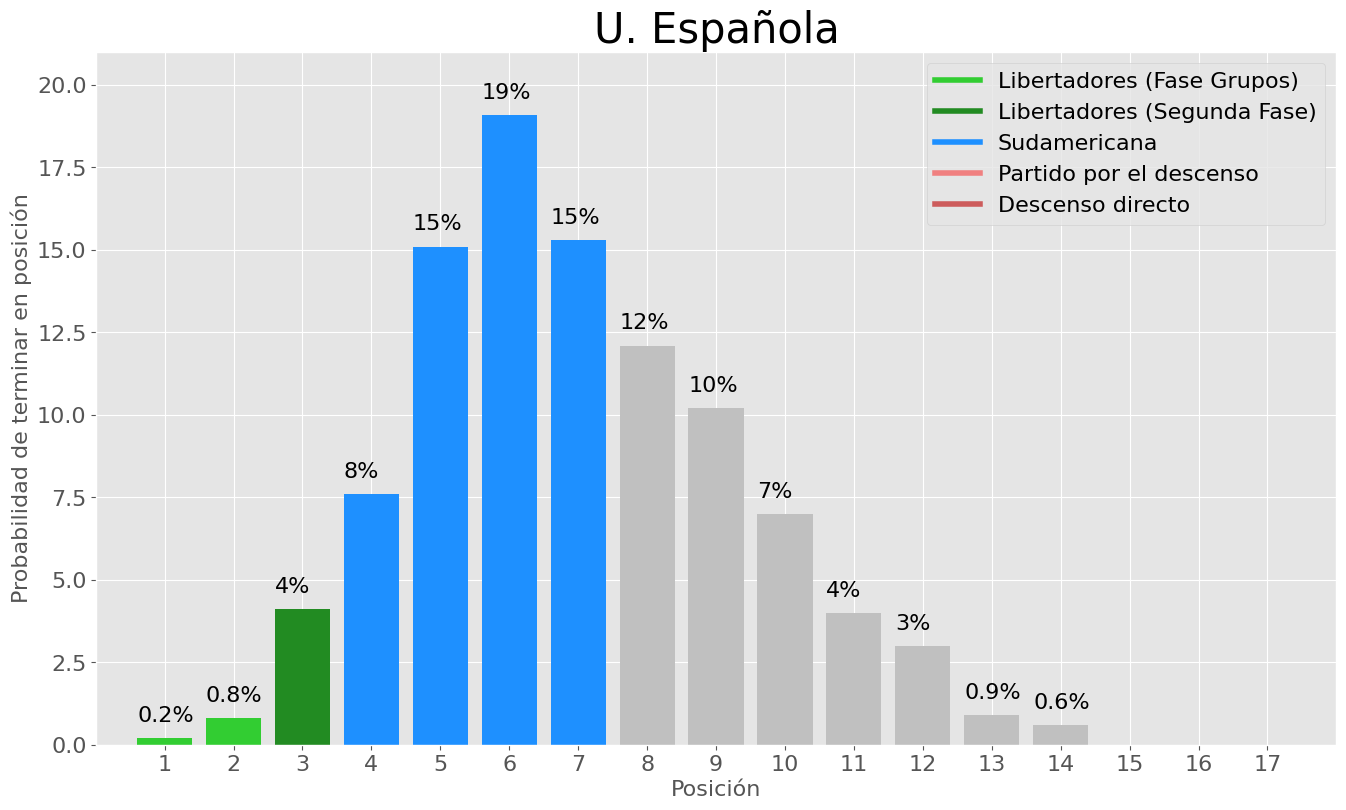 U. Española
Probabilidad de terminar en posición
20.0
17.5
15.0
12.5
10.0
7.5
5.0
2.5
0.0
0.2%
0.8%
4%
8%
15%
19%
15%
12%
10%
7%
4%
3%
0.9%
0.6%
Libertadores (Fase Grupos)
Libertadores (Segunda Fase)
Sudamericana
Partido por el descenso
Descenso directo
1 2 3 4 5 6 7 8 9 10 11 12 13 14 15 16 17
Posición